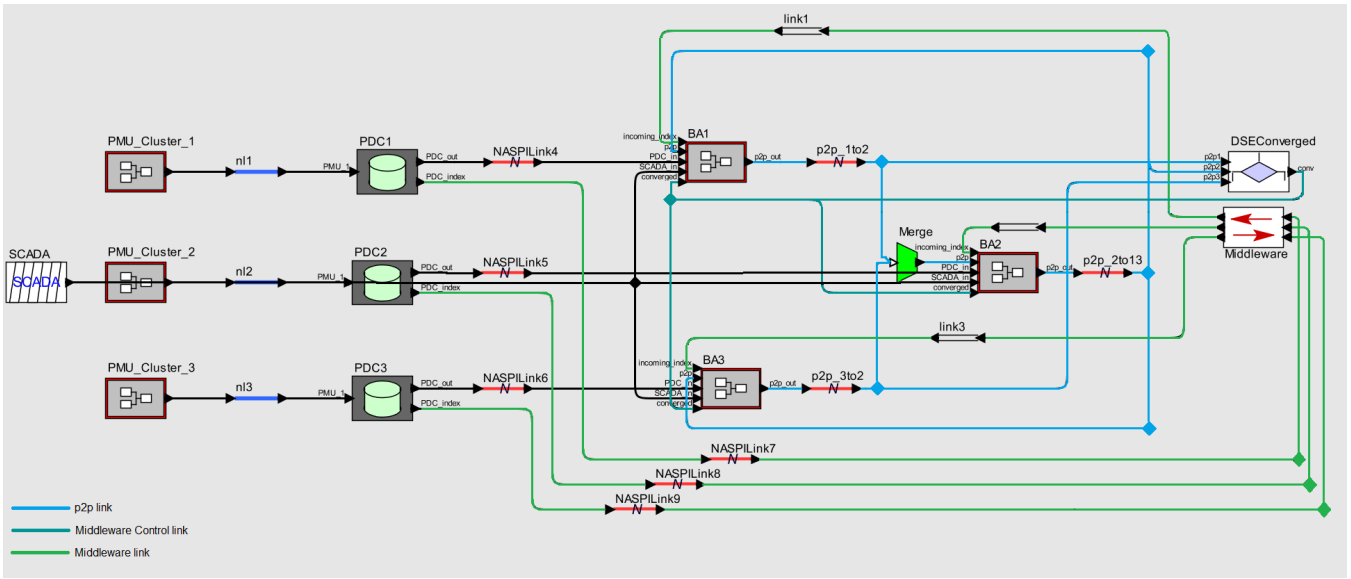 link1
incoming_index
BA1
p2p
PDC_in
SCADA_in
converged
p2p_out
p2p_1to2
PMU_Cluster_1
nl1
PMU_1
PDC1
PDC_out
PDC_index
NASPILink4
DSEConverged
p2p1
p2p2
p2p3
conv
Middleware
SCADA
SCADA
PMU_Cluster_2
nl2
PMU_1
PDC2
PDC_out
PDC_index
NASPILink5
Merge
incoming_index
BA2
p2p
PDC_in
SCADA_in
converged
p2p_out
p2p_2to13
link3
PMU_Cluster_3
nl3
PMU_1
PDC3
PDC_out
PDC_index
NASPILink6
incoming_index
BA3
p2p
PDC_in
SCADA_in
converged
p2p_out
p2p_3to2
NASPILink7
NASPILink8
NASPILink9
p2p link
Middleware Control link
Middleware link